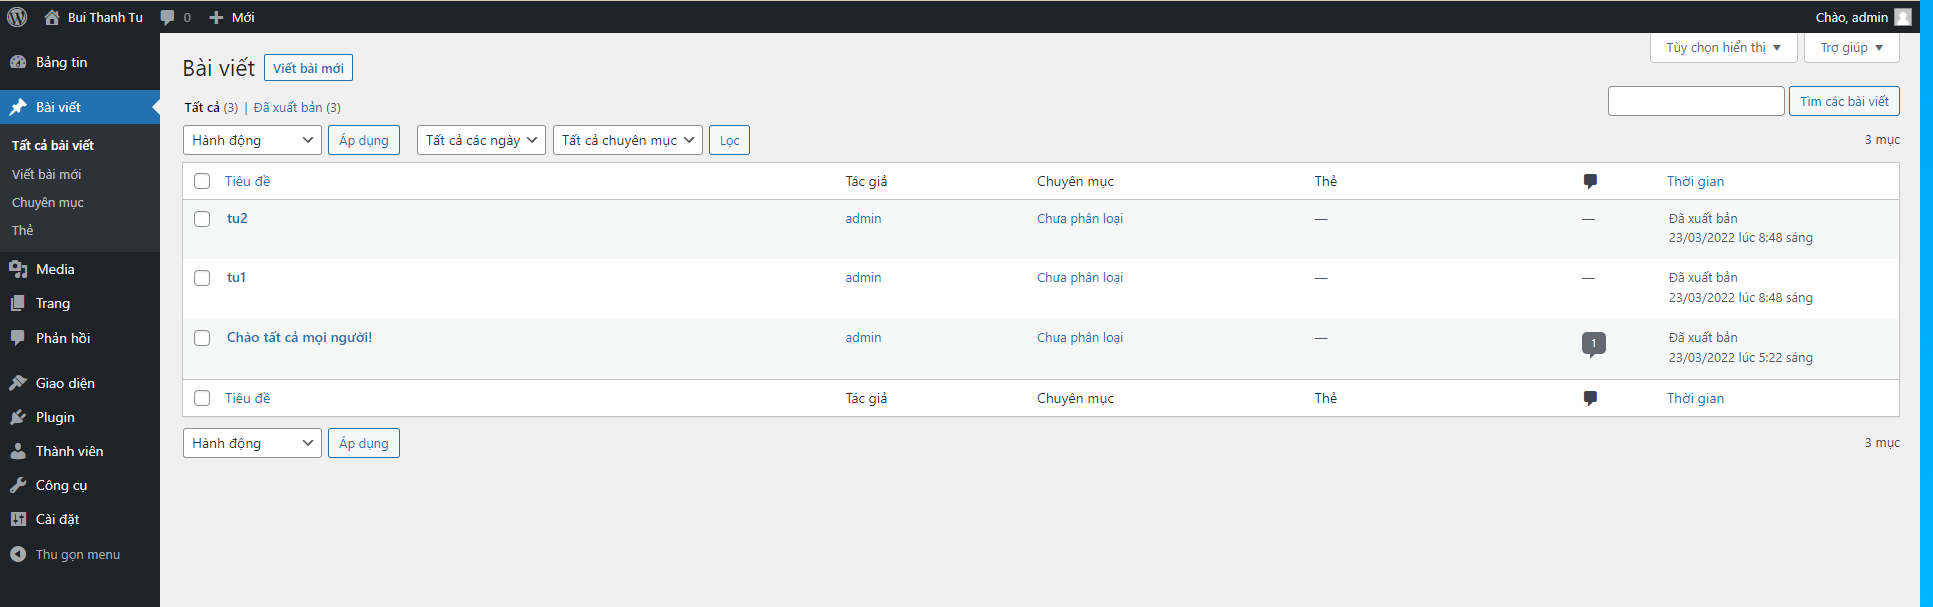 Bui Thanh Tu 0 Mới Chào, admin
Tùy chọn hiển thị Trợ giúp
Bảng tin
Bài viết
Tất cả bài viết
Viết bài mới
Chuyên mục
Thẻ
Media
Trang
Phản hồi
Giao diện
Plugin
Thành viên
Công cụ
Cài đặt
Thu gọn menu
Bài viết Viết bài mới
Tất cả (3) | Đã xuất bản (3)
Tìm các bài viết
Hành động Áp dụng Tất cả các ngày Tất cả chuyên mục Lọc 3 mục
Tiêu đề Tác giả Chuyên mục Thẻ Thời gian
tu2 admin Chưa phân loại — — Đã xuất bản
23/03/2022 lúc 8:48 sáng
tu1 admin Chưa phân loại — — Đã xuất bản
23/03/2022 lúc 8:48 sáng
Chào tất cả mọi người! admin Chưa phân loại — 1 Đã xuất bản
23/03/2022 lúc 5:22 sáng
Tiêu đề Tác giả Chuyên mục Thẻ Thời gian
Hành động Áp dụng 3 mục